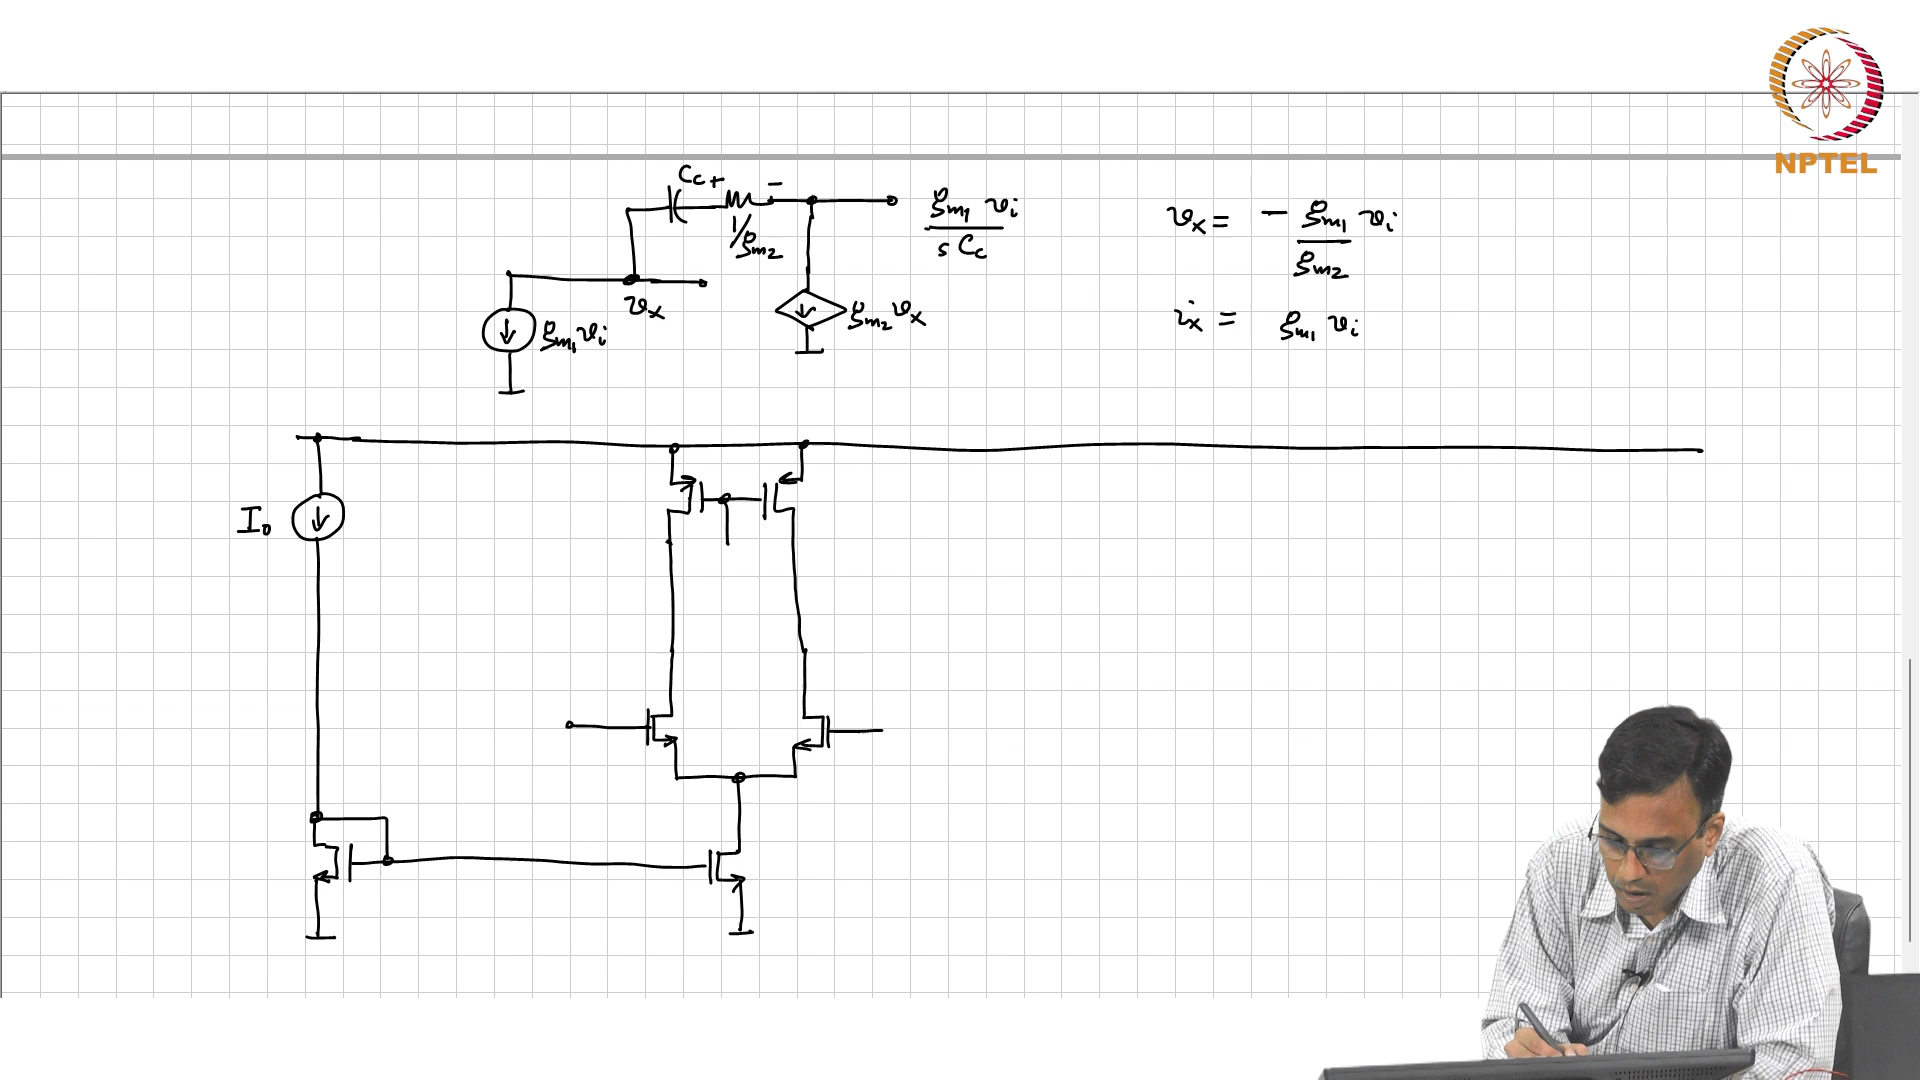 NPTEL
Cc + -
1/gm2
gm1 vi / s Cc
vx = - gm1/gm2 vi
vx
gm1 vi
gm2 vx
ix = gm1 vi
I0